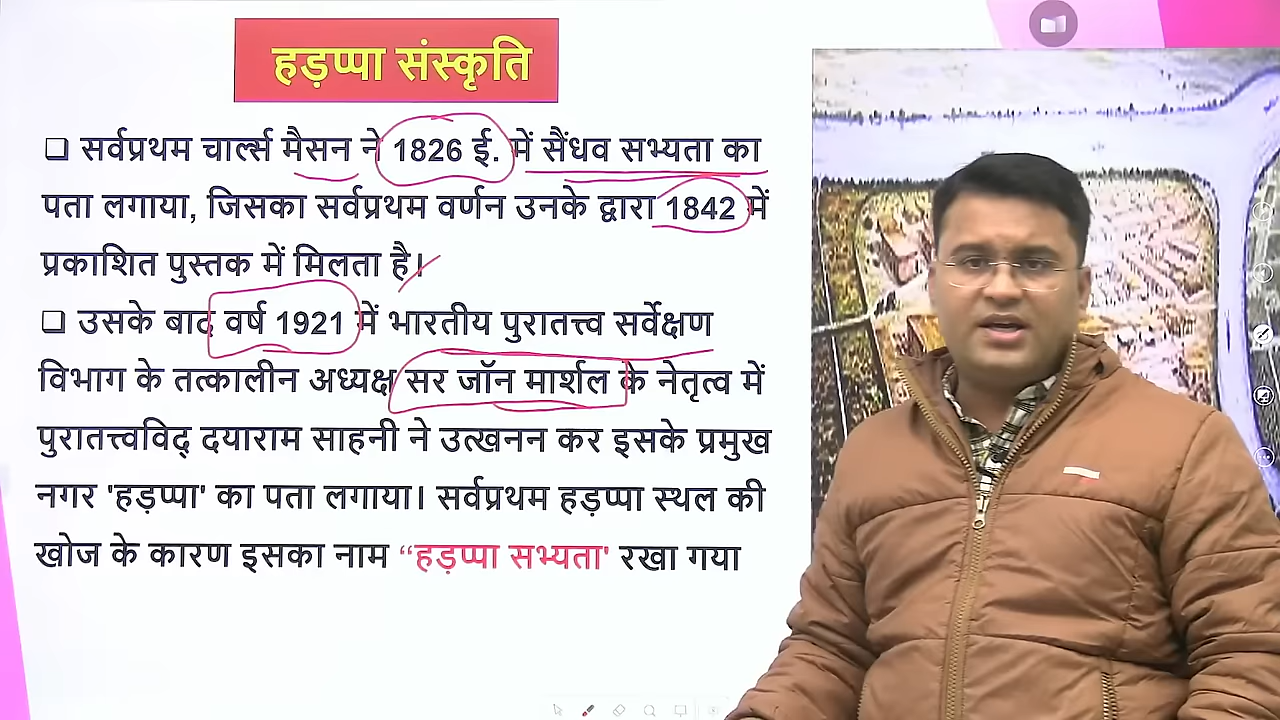 हड़प्पा संस्कृति
❑ सर्वप्रथम चार्ल्स मैसन ने 1826 ई. में सैंधव सभ्यता का
पता लगाया, जिसका सर्वप्रथम वर्णन उनके द्वारा 1842 में
प्रकाशित पुस्तक में मिलता है।
❑ उसके बाद वर्ष 1921 में भारतीय पुरातत्त्व सर्वेक्षण
विभाग के तत्कालीन अध्यक्ष सर जॉन मार्शल के नेतृत्व में
पुरातत्त्वविद् दयाराम साहनी ने उत्खनन कर इसके प्रमुख
नगर 'हड़प्पा' का पता लगाया। सर्वप्रथम हड़प्पा स्थल की
खोज के कारण इसका नाम “हड़प्पा सभ्यता' रखा गया